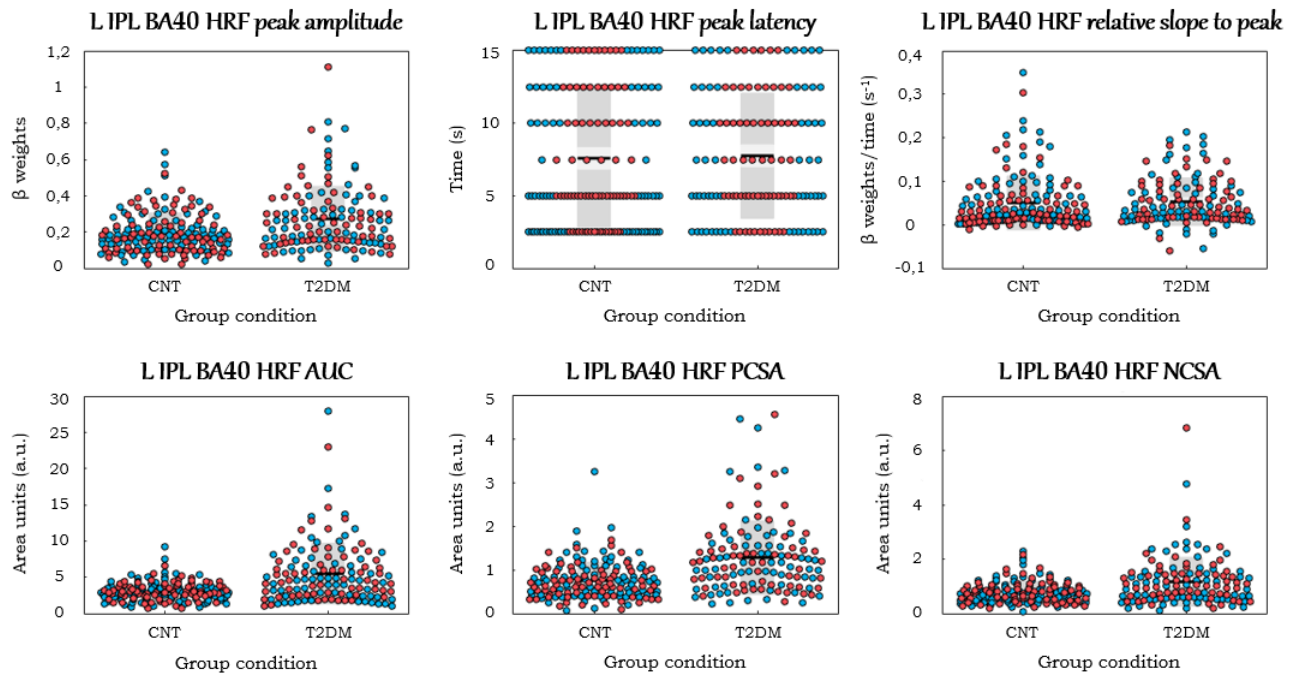 L IPL BA40 HRF peak amplitude
1,2
1
0,8
0,6
0,4
0,2
0
β weights
CNT
T2DM
Group condition
L IPL BA40 HRF peak latency
15
10
5
0
Time (s)
CNT
T2DM
Group condition
L IPL BA40 HRF relative slope to peak
0,4
0,3
0,2
0,1
0
-0,1
β weights/ time (s⁻¹)
CNT
T2DM
Group condition
L IPL BA40 HRF AUC
30
25
20
15
10
5
0
Area units (a.u.)
CNT
T2DM
Group condition
L IPL BA40 HRF PCSA
5
4
3
2
1
0
Area units (a.u.)
CNT
T2DM
Group condition
L IPL BA40 HRF NCSA
8
6
4
2
0
Area units (a.u.)
CNT
T2DM
Group condition